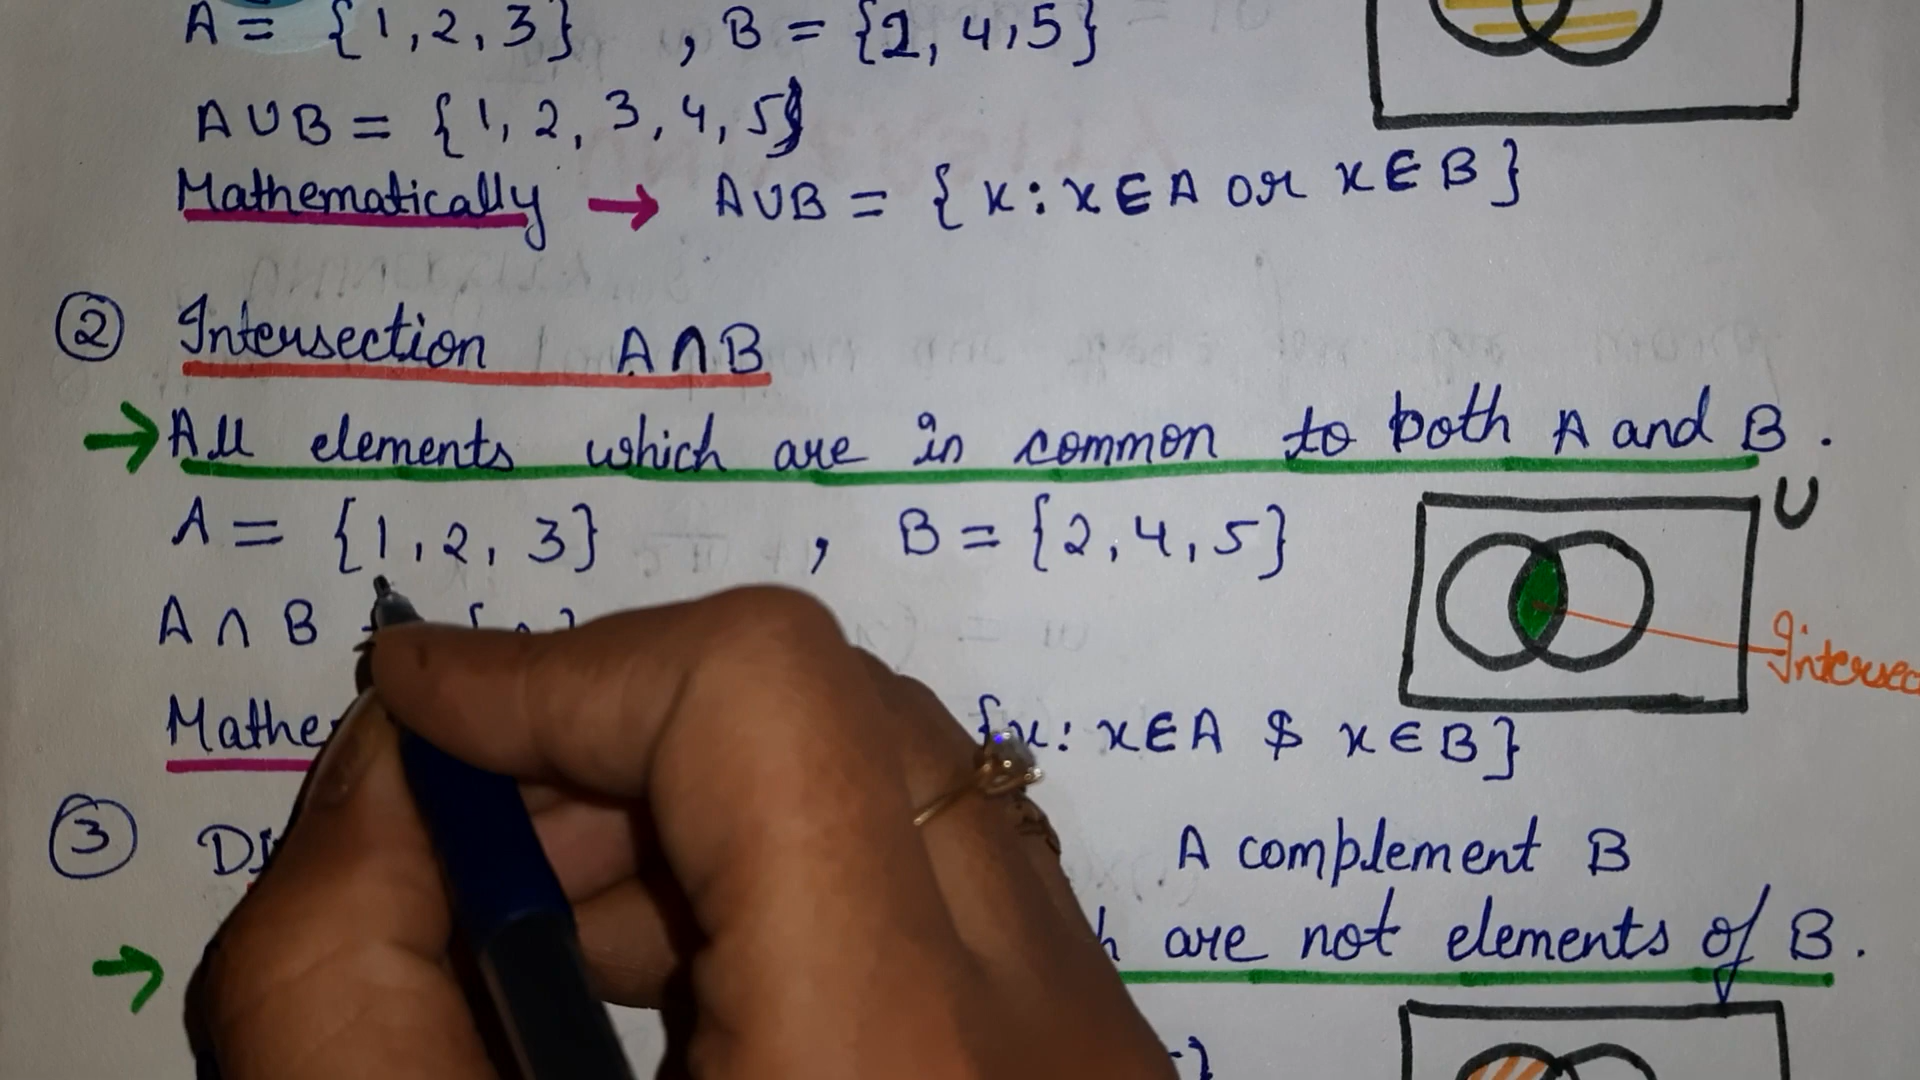 A = {1,2,3} , B = {2,4,5}
A∪B = {1, 2, 3, 4, 5}
Mathematically → A∪B = {x : x∈A or x∈B}
② Intersection A∩B
→ All elements which are in common to both A and B.
A = {1, 2, 3} , B = {2, 4, 5}
U
A ∩ B
Intersec
{x : x∈A $ x∈B}
③ A complement B
→ are not elements of B.